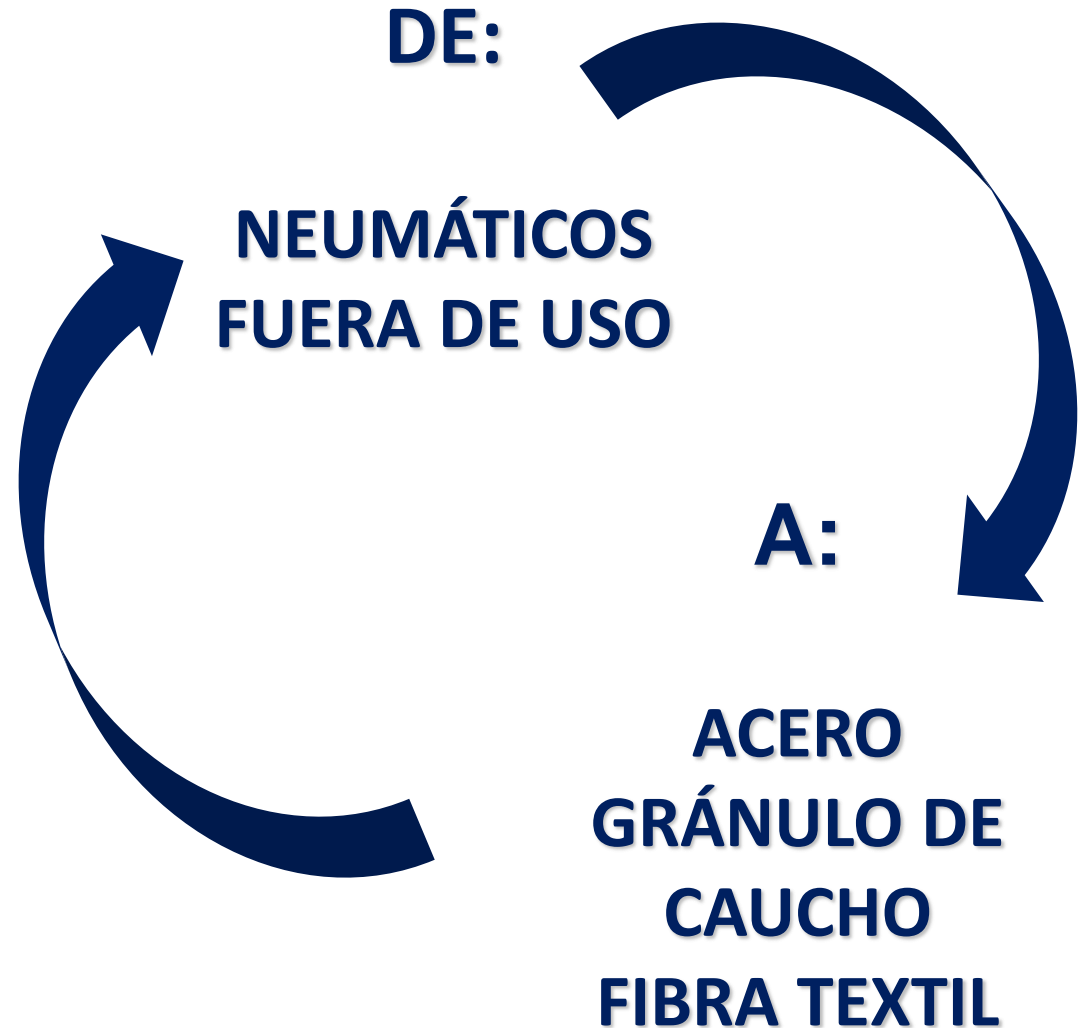 DE:
NEUMÁTICOS
FUERA DE USO
A:
ACERO
GRÁNULO DE
CAUCHO
FIBRA TEXTIL